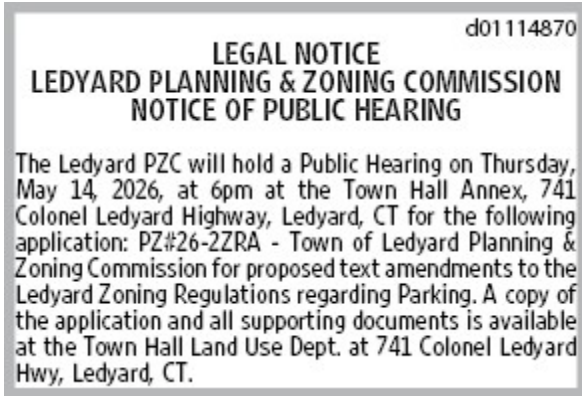 d01114870
LEGAL NOTICE
LEDYARD PLANNING & ZONING COMMISSION
NOTICE OF PUBLIC HEARING
The Ledyard PZC will hold a Public Hearing on Thursday,
May 14, 2026, at 6pm at the Town Hall Annex, 741
Colonel Ledyard Highway, Ledyard, CT for the following
application: PZ#26-2ZRA - Town of Ledyard Planning &
Zoning Commission for proposed text amendments to the
Ledyard Zoning Regulations regarding Parking. A copy of
the application and all supporting documents is available
at the Town Hall Land Use Dept. at 741 Colonel Ledyard
Hwy, Ledyard, CT.